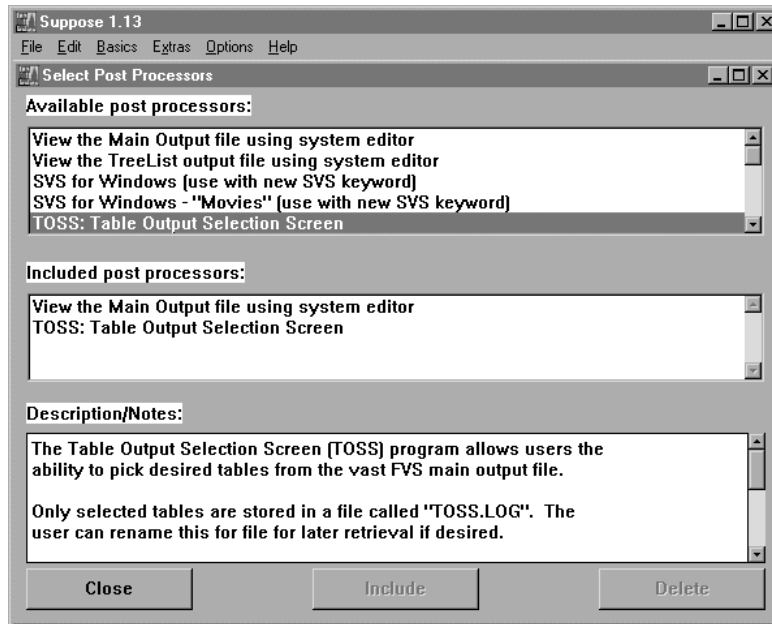 Suppose 1.13
File Edit Basics Extras Options Help
Select Post Processors
Available post processors:
View the Main Output file using system editor
View the TreeList output file using system editor
SVS for Windows (use with new SVS keyword)
SVS for Windows - "Movies" (use with new SVS keyword)
TOSS: Table Output Selection Screen
Included post processors:
View the Main Output file using system editor
TOSS: Table Output Selection Screen
Description/Notes:
The Table Output Selection Screen (TOSS) program allows users the
ability to pick desired tables from the vast FVS main output file.
Only selected tables are stored in a file called "TOSS.LOG". The
user can rename this for file for later retrieval if desired.
Close Include Delete